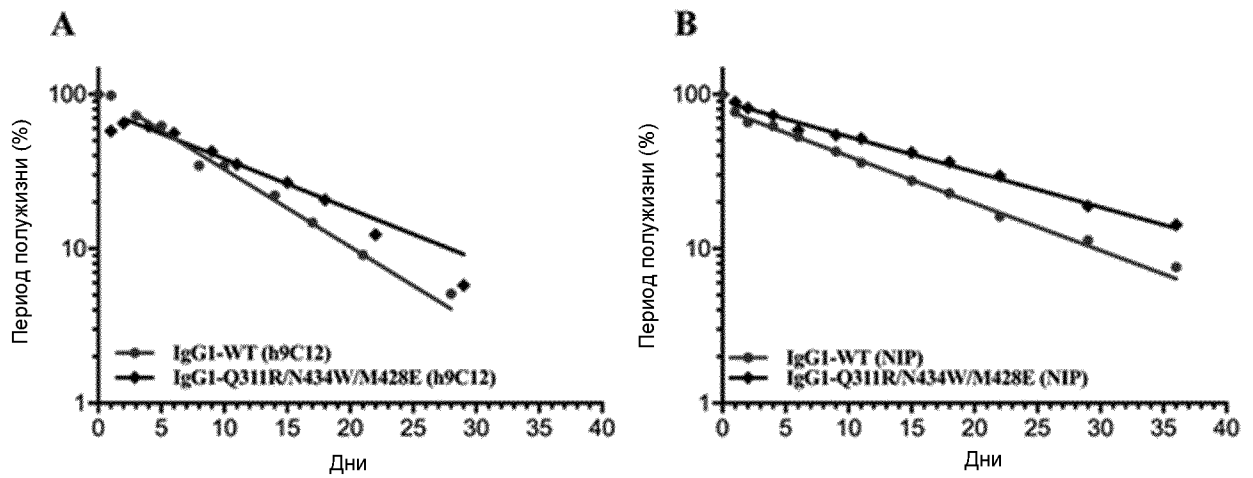 A
Период полужизни (%)
100
10
1
IgG1-WT (h9C12)
IgG1-Q311R/N434W/M428E (h9C12)
0 5 10 15 20 25 30 35 40
Дни
B
Период полужизни (%)
100
10
1
IgG1-WT (NIP)
IgG1-Q311R/N434W/M428E (NIP)
0 5 10 15 20 25 30 35 40
Дни